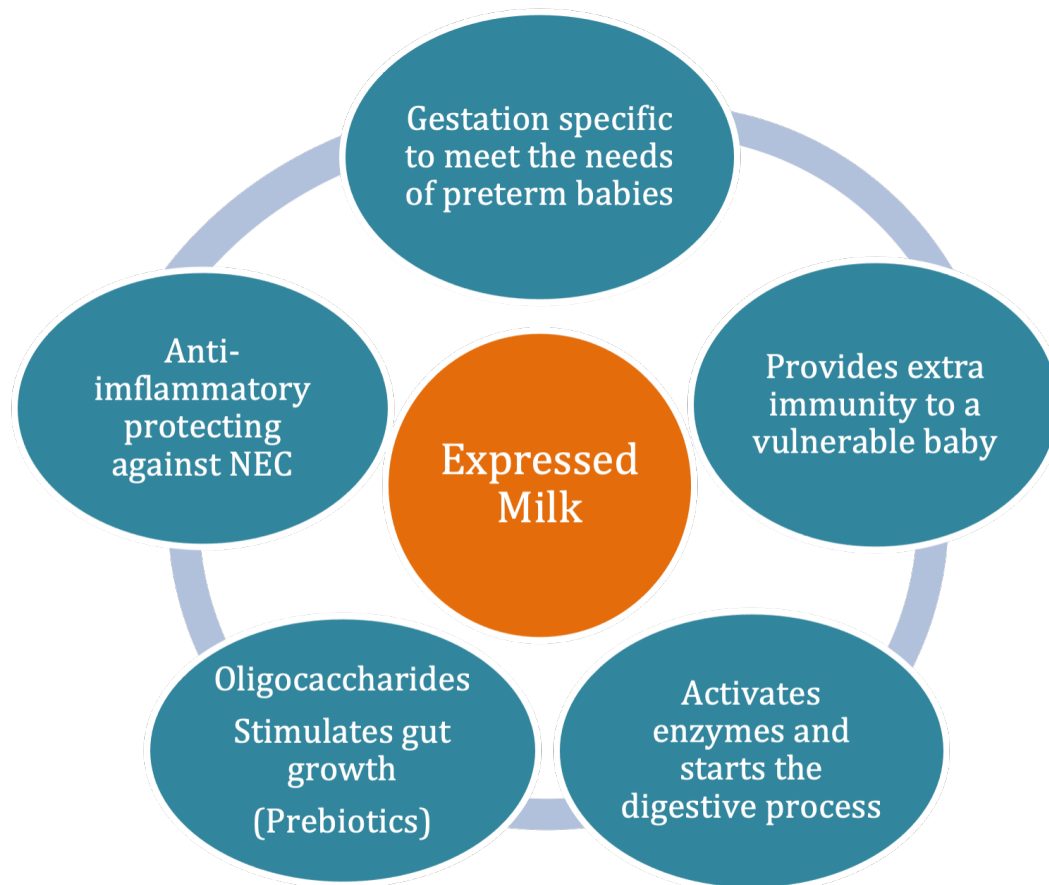 Gestation specific
to meet the needs
of preterm babies
Provides extra
immunity to a
vulnerable baby
Activates
enzymes and
starts the
digestive process
Oligocaccharides
Stimulates gut
growth
(Prebiotics)
Anti-
imflammatory
protecting
against NEC
Expressed
Milk